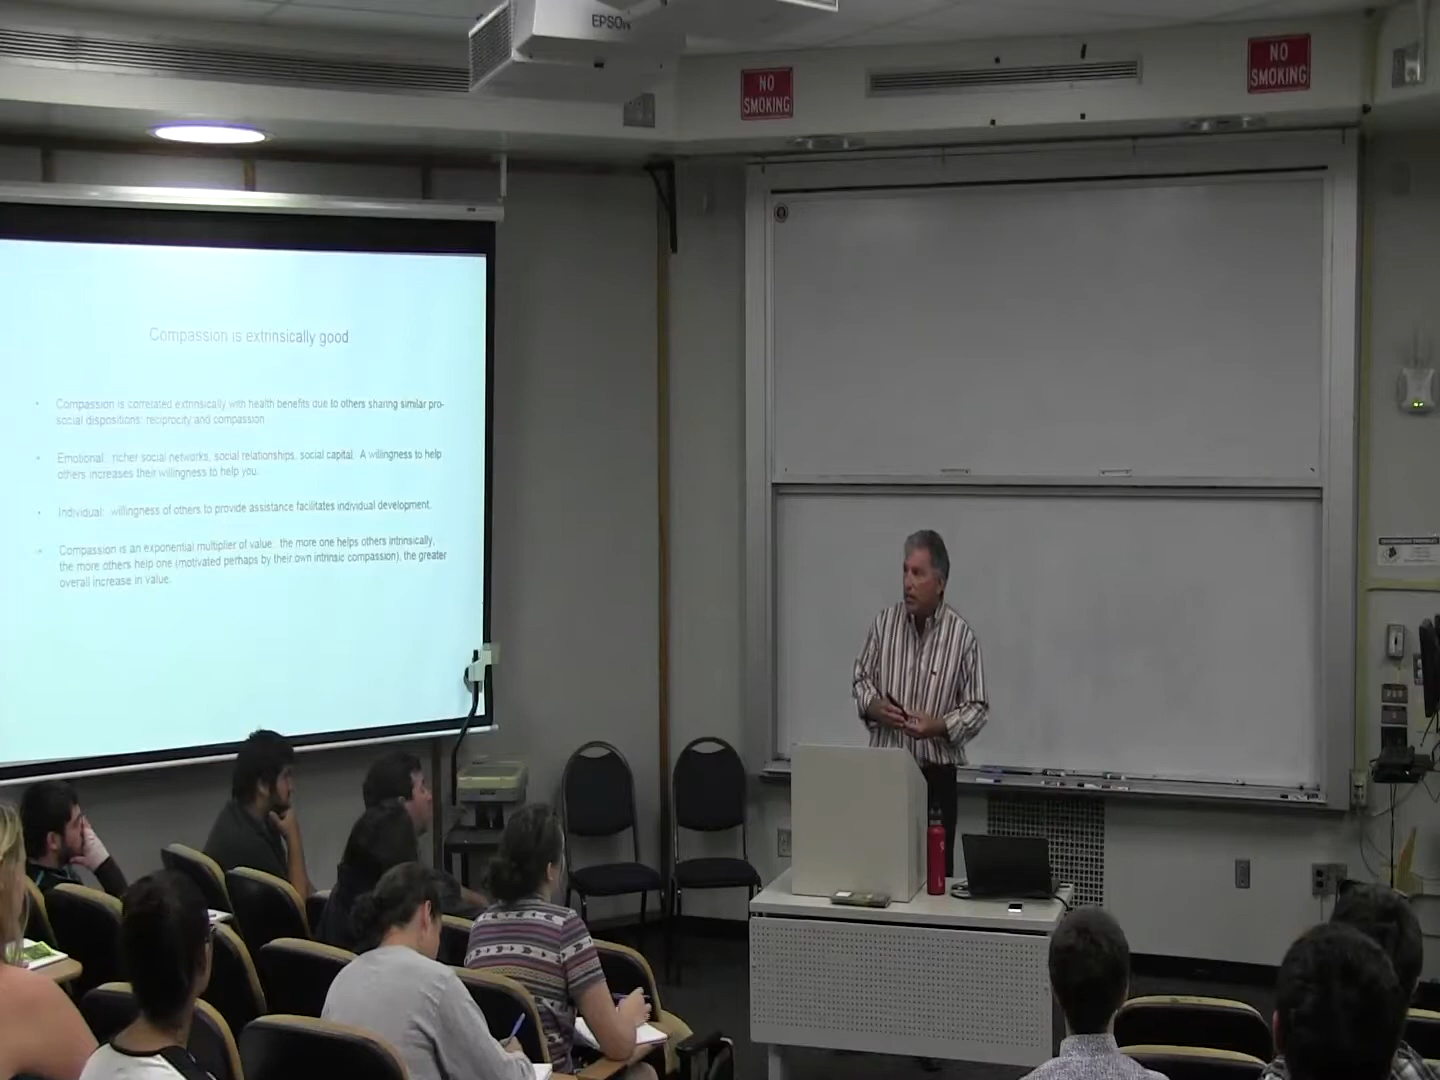 EPSON
NO
SMOKING
NO
SMOKING
Compassion is extrinsically good
• Compassion is correlated extrinsically with health benefits due to others sharing similar pro-
social dispositions: reciprocity and compassion
• Emotional: richer social networks, social relationships, social capital. A willingness to help
others increases their willingness to help you.
• Individual: willingness of others to provide assistance facilitates individual development.
• Compassion is an exponential multiplier of value: the more one helps others intrinsically,
the more others help one (motivated perhaps by their own intrinsic compassion), the greater
overall increase in value.